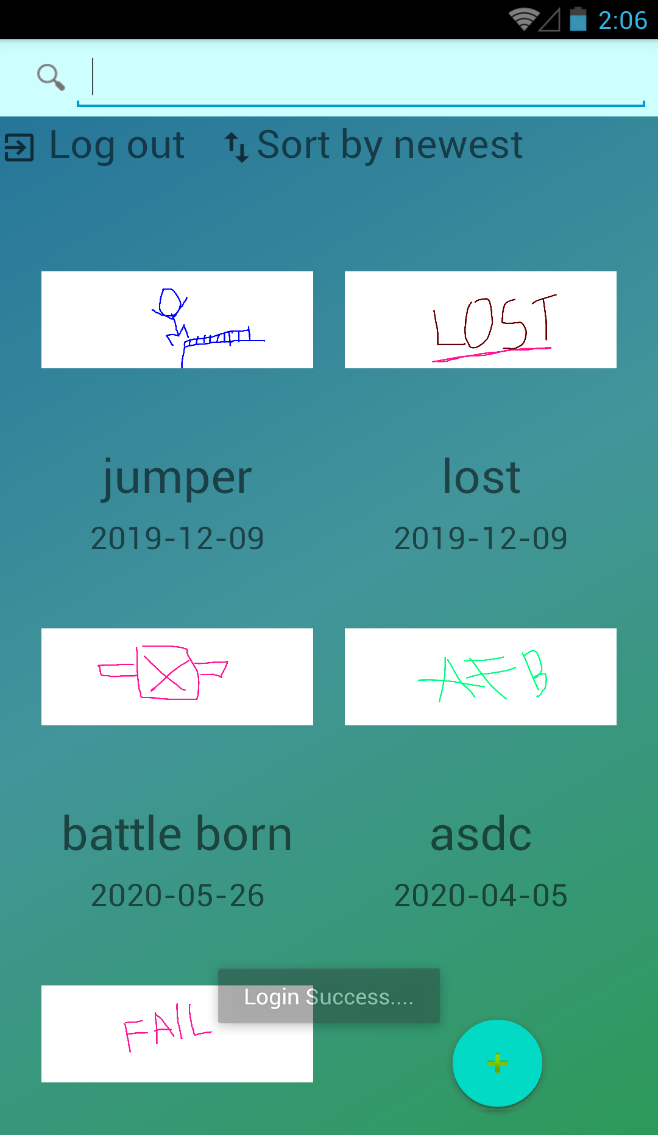 2:06
Log out Sort by newest
LOST
jumper lost
2019-12-09 2019-12-09
AFB
battle born asdc
2020-05-26 2020-04-05
Login Success....
FAIL
+